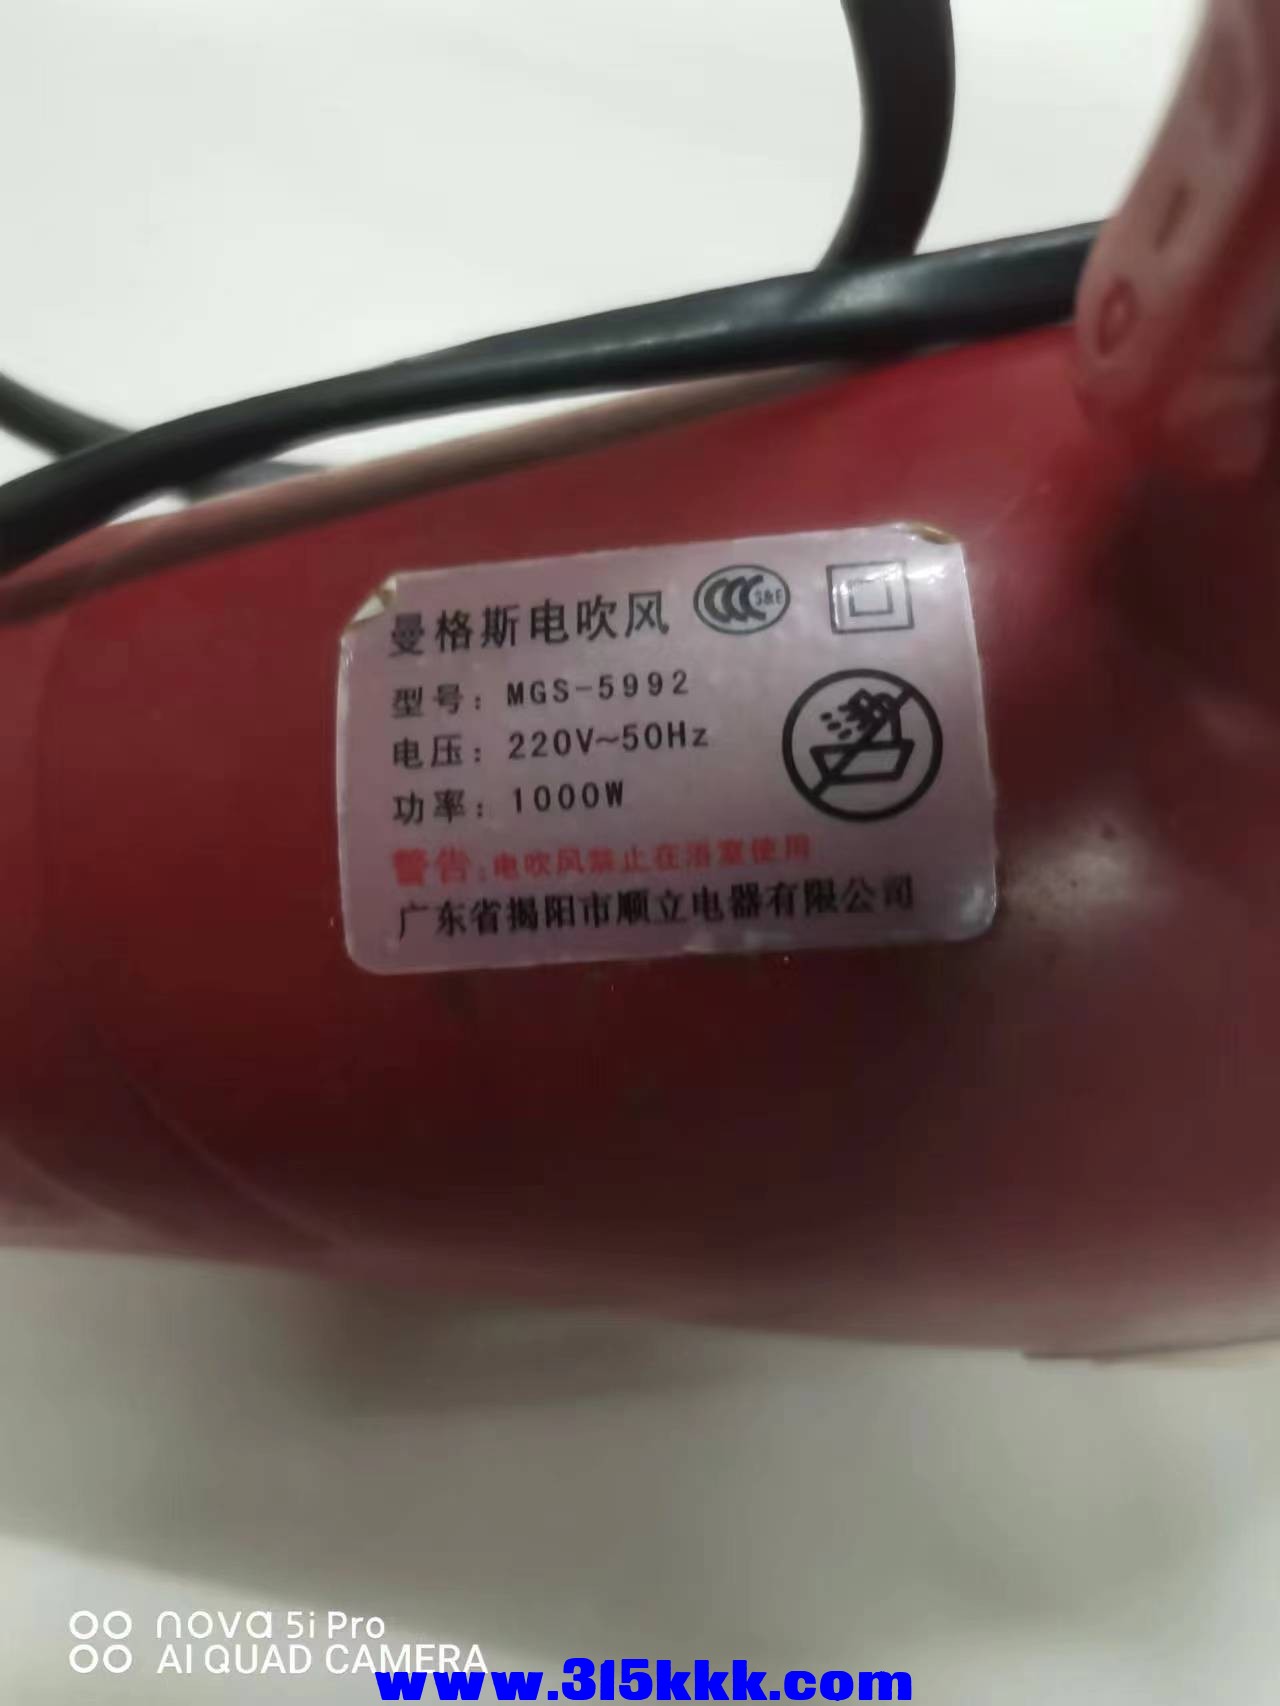 曼格斯电吹风 CCC S&E
型号：MGS-5992
电压：220V~50Hz
功率：1000W
警告：电吹风禁止在浴室使用
广东省揭阳市顺立电器有限公司
nova 5i Pro
AI QUAD CAMERA
www.315kkk.com